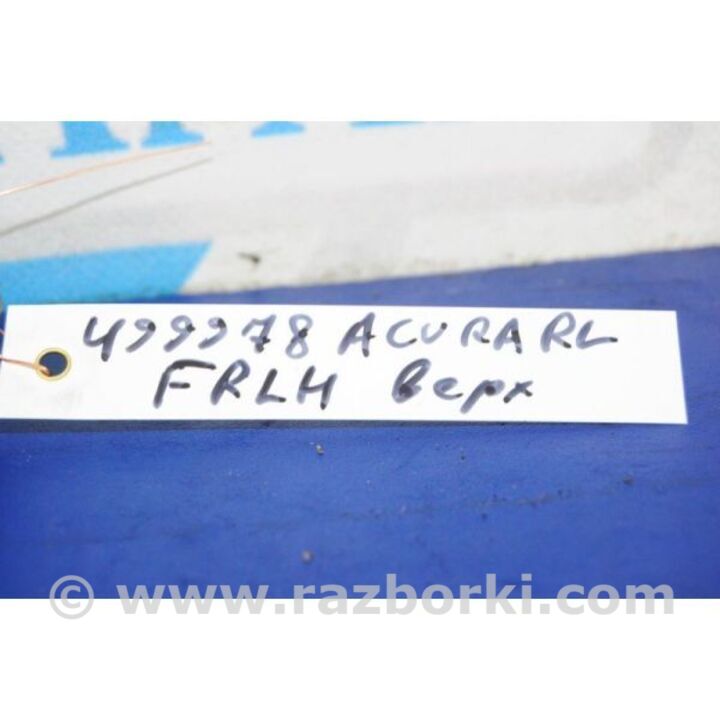 499978 ACURA RL
FRLH верх
© www.razborki.com